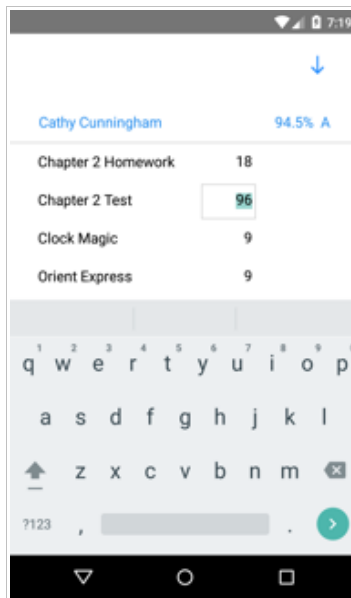 7:19
Cathy Cunningham 94.5% A
Chapter 2 Homework 18
Chapter 2 Test 96
Clock Magic 9
Orient Express 9
1 2 3 4 5 6 7 8 9
q w e r t y u i o p
a s d f g h j k l
z x c v b n m
?123 , .